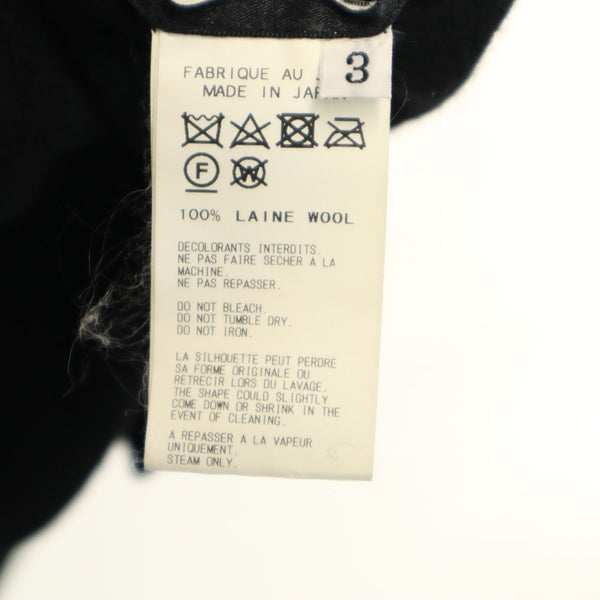 3
FABRIQUE AU
MADE IN JAPAN
F
W
100% LAINE WOOL
DECOLORANTS INTERDITS.
NE PAS FAIRE SECHER A LA
MACHINE.
NE PAS REPASSER.
DO NOT BLEACH.
DO NOT TUMBLE DRY.
DO NOT IRON.
LA SILHOUETTE PEUT PERDRE
SA FORME ORIGINALE OU
RETRECIR LORS DU LAVAGE.
THE SHAPE COULD SLIGHTLY
COME DOWN OR SHRINK IN THE
EVENT OF CLEANING.
A REPASSER A LA VAPEUR
UNIQUEMENT.
STEAM ONLY.